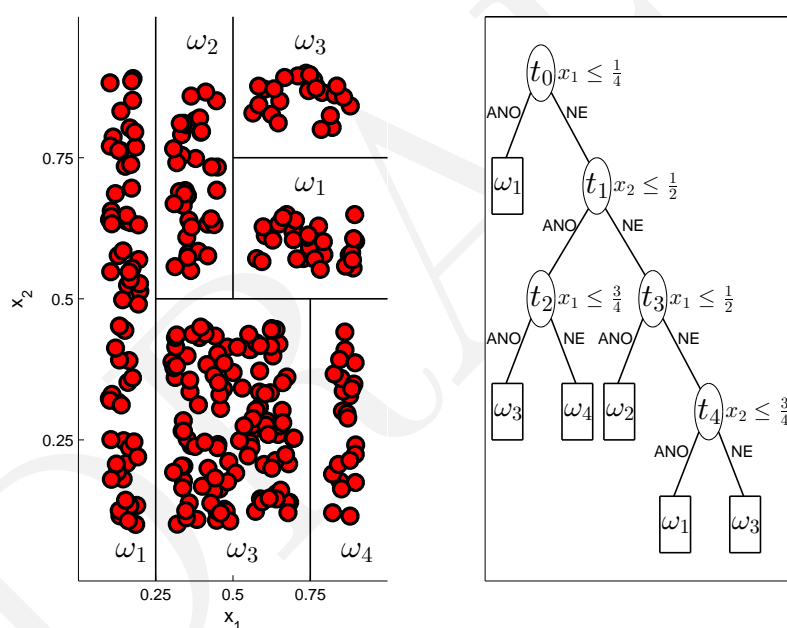 ω₂
ω₃
0.75
ω₁
x₂
0.5
0.25
ω₁
ω₃
ω₄
0.25
0.5
0.75
x₁
t₀ x₁ ≤ 1/4
ANO
NE
ω₁
t₁ x₂ ≤ 1/2
ANO
NE
t₂ x₁ ≤ 3/4
t₃ x₁ ≤ 1/2
ANO
NE
ANO
NE
ω₃
ω₄
ω₂
t₄ x₂ ≤ 3/4
ANO
NE
ω₁
ω₃